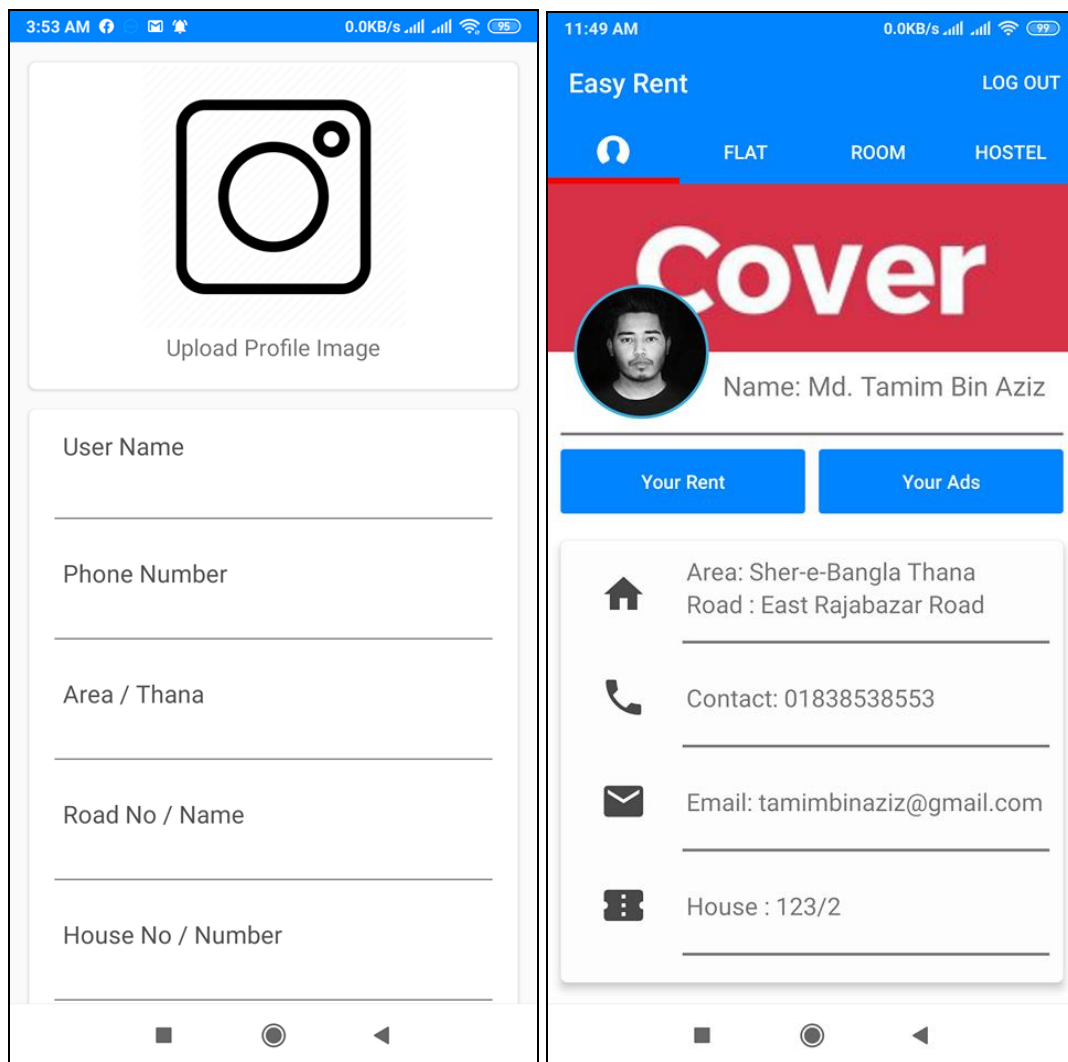 3:53 AM
0.0KB/s
95
Upload Profile Image
User Name
Phone Number
Area / Thana
Road No / Name
House No / Number
11:49 AM
0.0KB/s
99
Easy Rent
LOG OUT
FLAT
ROOM
HOSTEL
Cover
Name: Md. Tamim Bin Aziz
Your Rent
Your Ads
Area: Sher-e-Bangla Thana
Road : East Rajabazar Road
Contact: 01838538553
Email: tamimbinaziz@gmail.com
House : 123/2